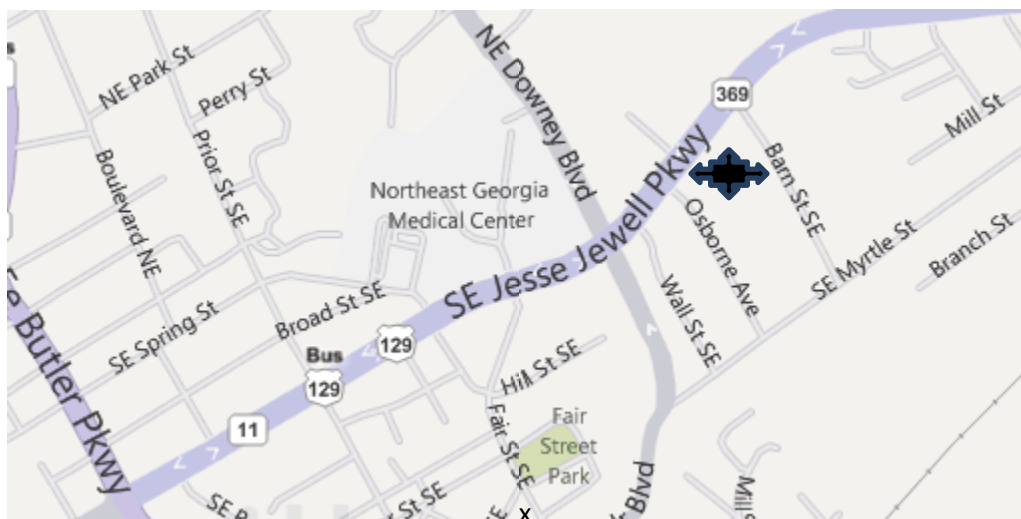 NE Park St
Perry St
Prior St SE
Boulevard NE
Northeast Georgia
Medical Center
NE Downey Blvd
369
SE Jesse Jewell Pkwy
Barn St SE
Mill St
Osborne Ave
SE Myrtle St
Branch St
Wall St SE
SE Spring St
Broad St SE
Bus
129
129
11
Butler Pkwy
Hill St SE
Fair St SE
Fair
Street
Park
St SE
SE
Blvd
x